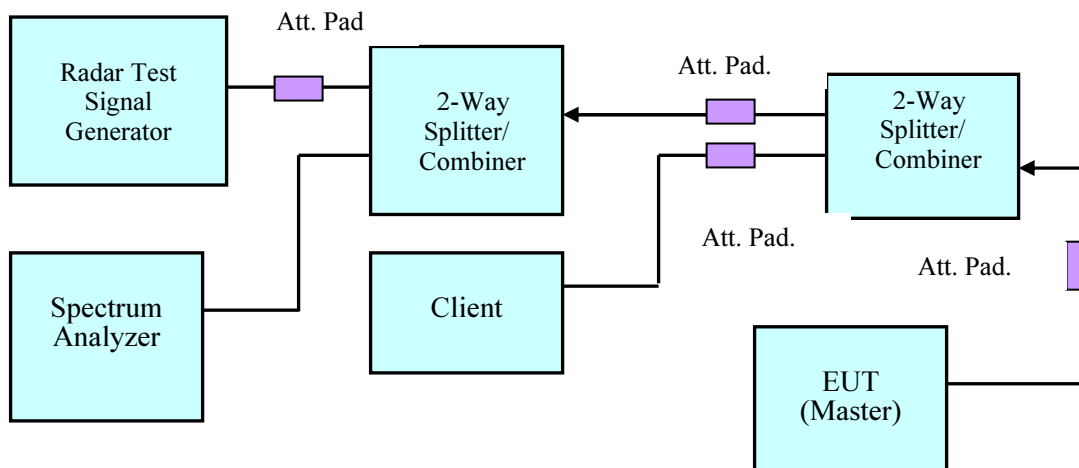 Att. Pad
Radar Test
Signal
Generator
2-Way
Splitter/
Combiner
Att. Pad.
2-Way
Splitter/
Combiner
Att. Pad.
Att. Pad.
Spectrum
Analyzer
Client
EUT
(Master)